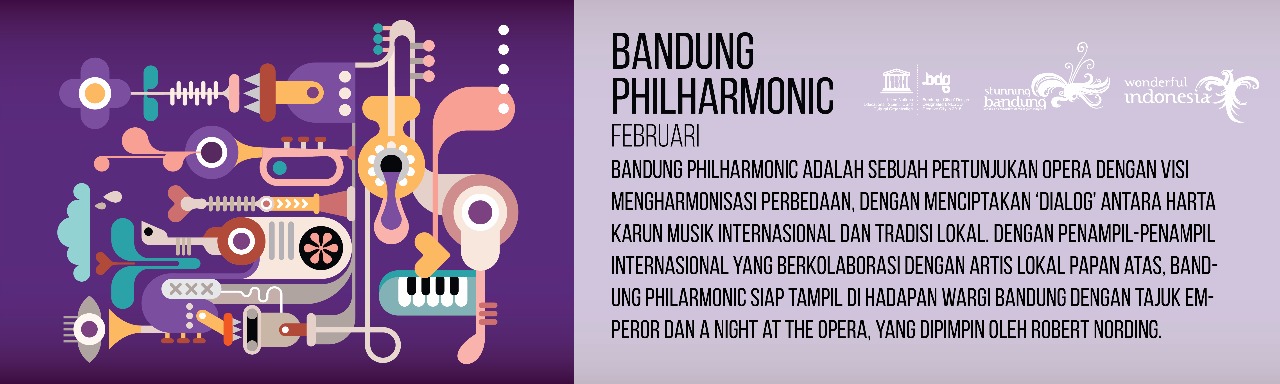 BANDUNG
PHILHARMONIC
FEBRUARI
.bdg
stunning
bandung
wonderful
indonesia
BANDUNG PHILHARMONIC ADALAH SEBUAH PERTUNJUKAN OPERA DENGAN VISI
MENGHARMONISASI PERBEDAAN, DENGAN MENCIPTAKAN ‘DIALOG’ ANTARA HARTA
KARUN MUSIK INTERNASIONAL DAN TRADISI LOKAL. DENGAN PENAMPIL-PENAMPIL
INTERNASIONAL YANG BERKOLABORASI DENGAN ARTIS LOKAL PAPAN ATAS, BAND-
UNG PHILARMONIC SIAP TAMPIL DI HADAPAN WARGI BANDUNG DENGAN TAJUK EM-
PEROR DAN A NIGHT AT THE OPERA, YANG DIPIMPIN OLEH ROBERT NORDING.